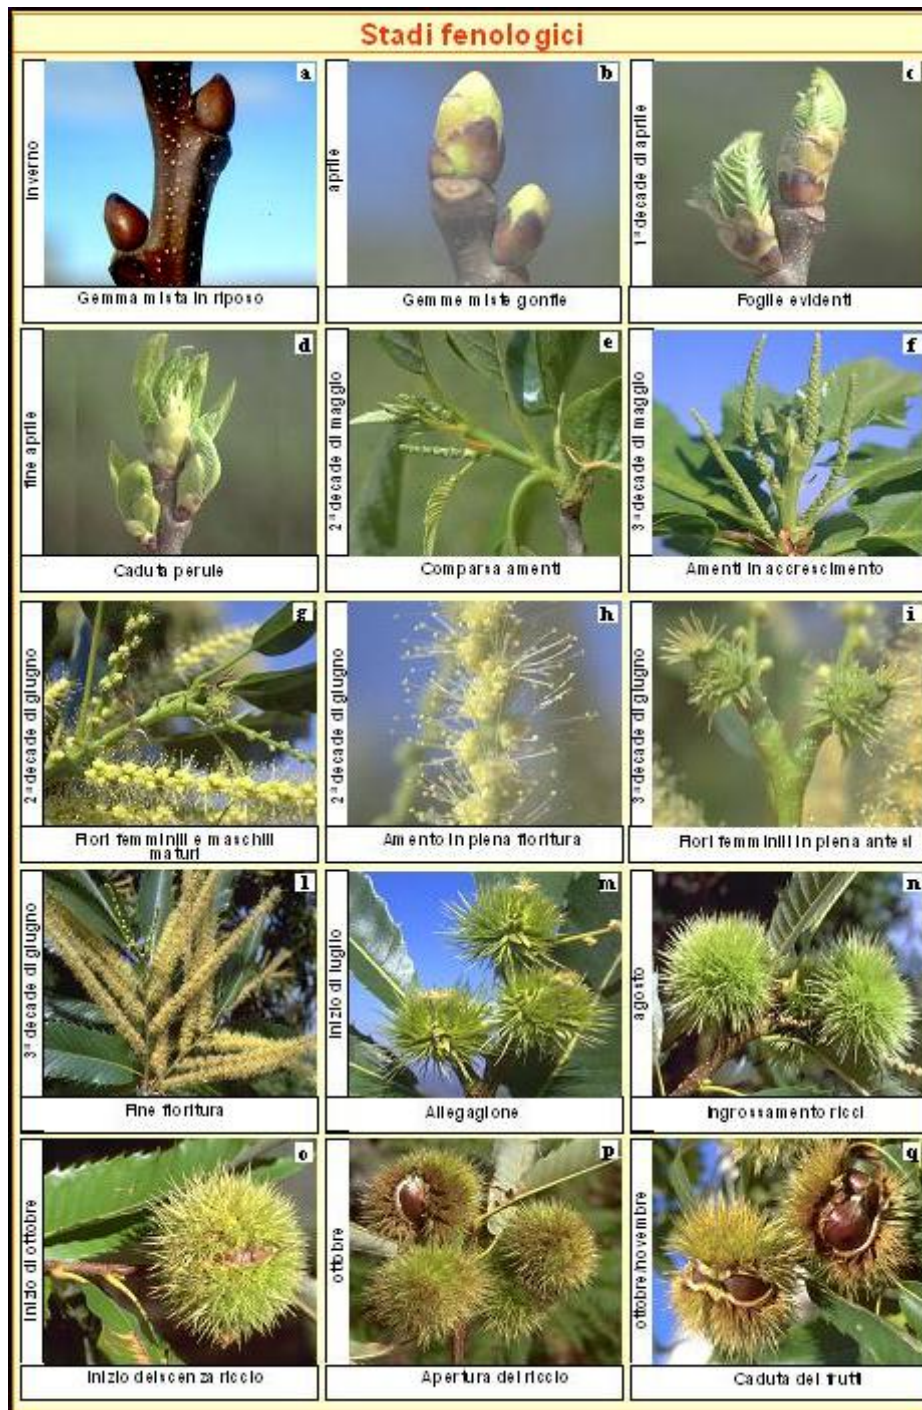 Stadi fenologici
a
b
c
Inverno
aprile
1ª decade di aprile
Gemma mista in riposo
Gemme miste gonfie
Foglie evidenti
d
e
f
fine aprile
2ª decade di maggio
3ª decade di maggio
Caduta perule
Comparsa amenti
Amenti in accrescimento
g
h
i
2ª decade di giugno
2ª decade di giugno
3ª decade di giugno
Fiori femminili e maschili
maturi
Amento in piena fioritura
Fiori femminili in piena antesi
l
m
n
3ª decade di giugno
inizio di luglio
agosto
Fine fioritura
Allegagione
Ingrossamento ricci
o
p
q
inizio di ottobre
ottobre
ottobre/novembre
Inizio deiscenza riccio
Apertura del riccio
Caduta dei frutti